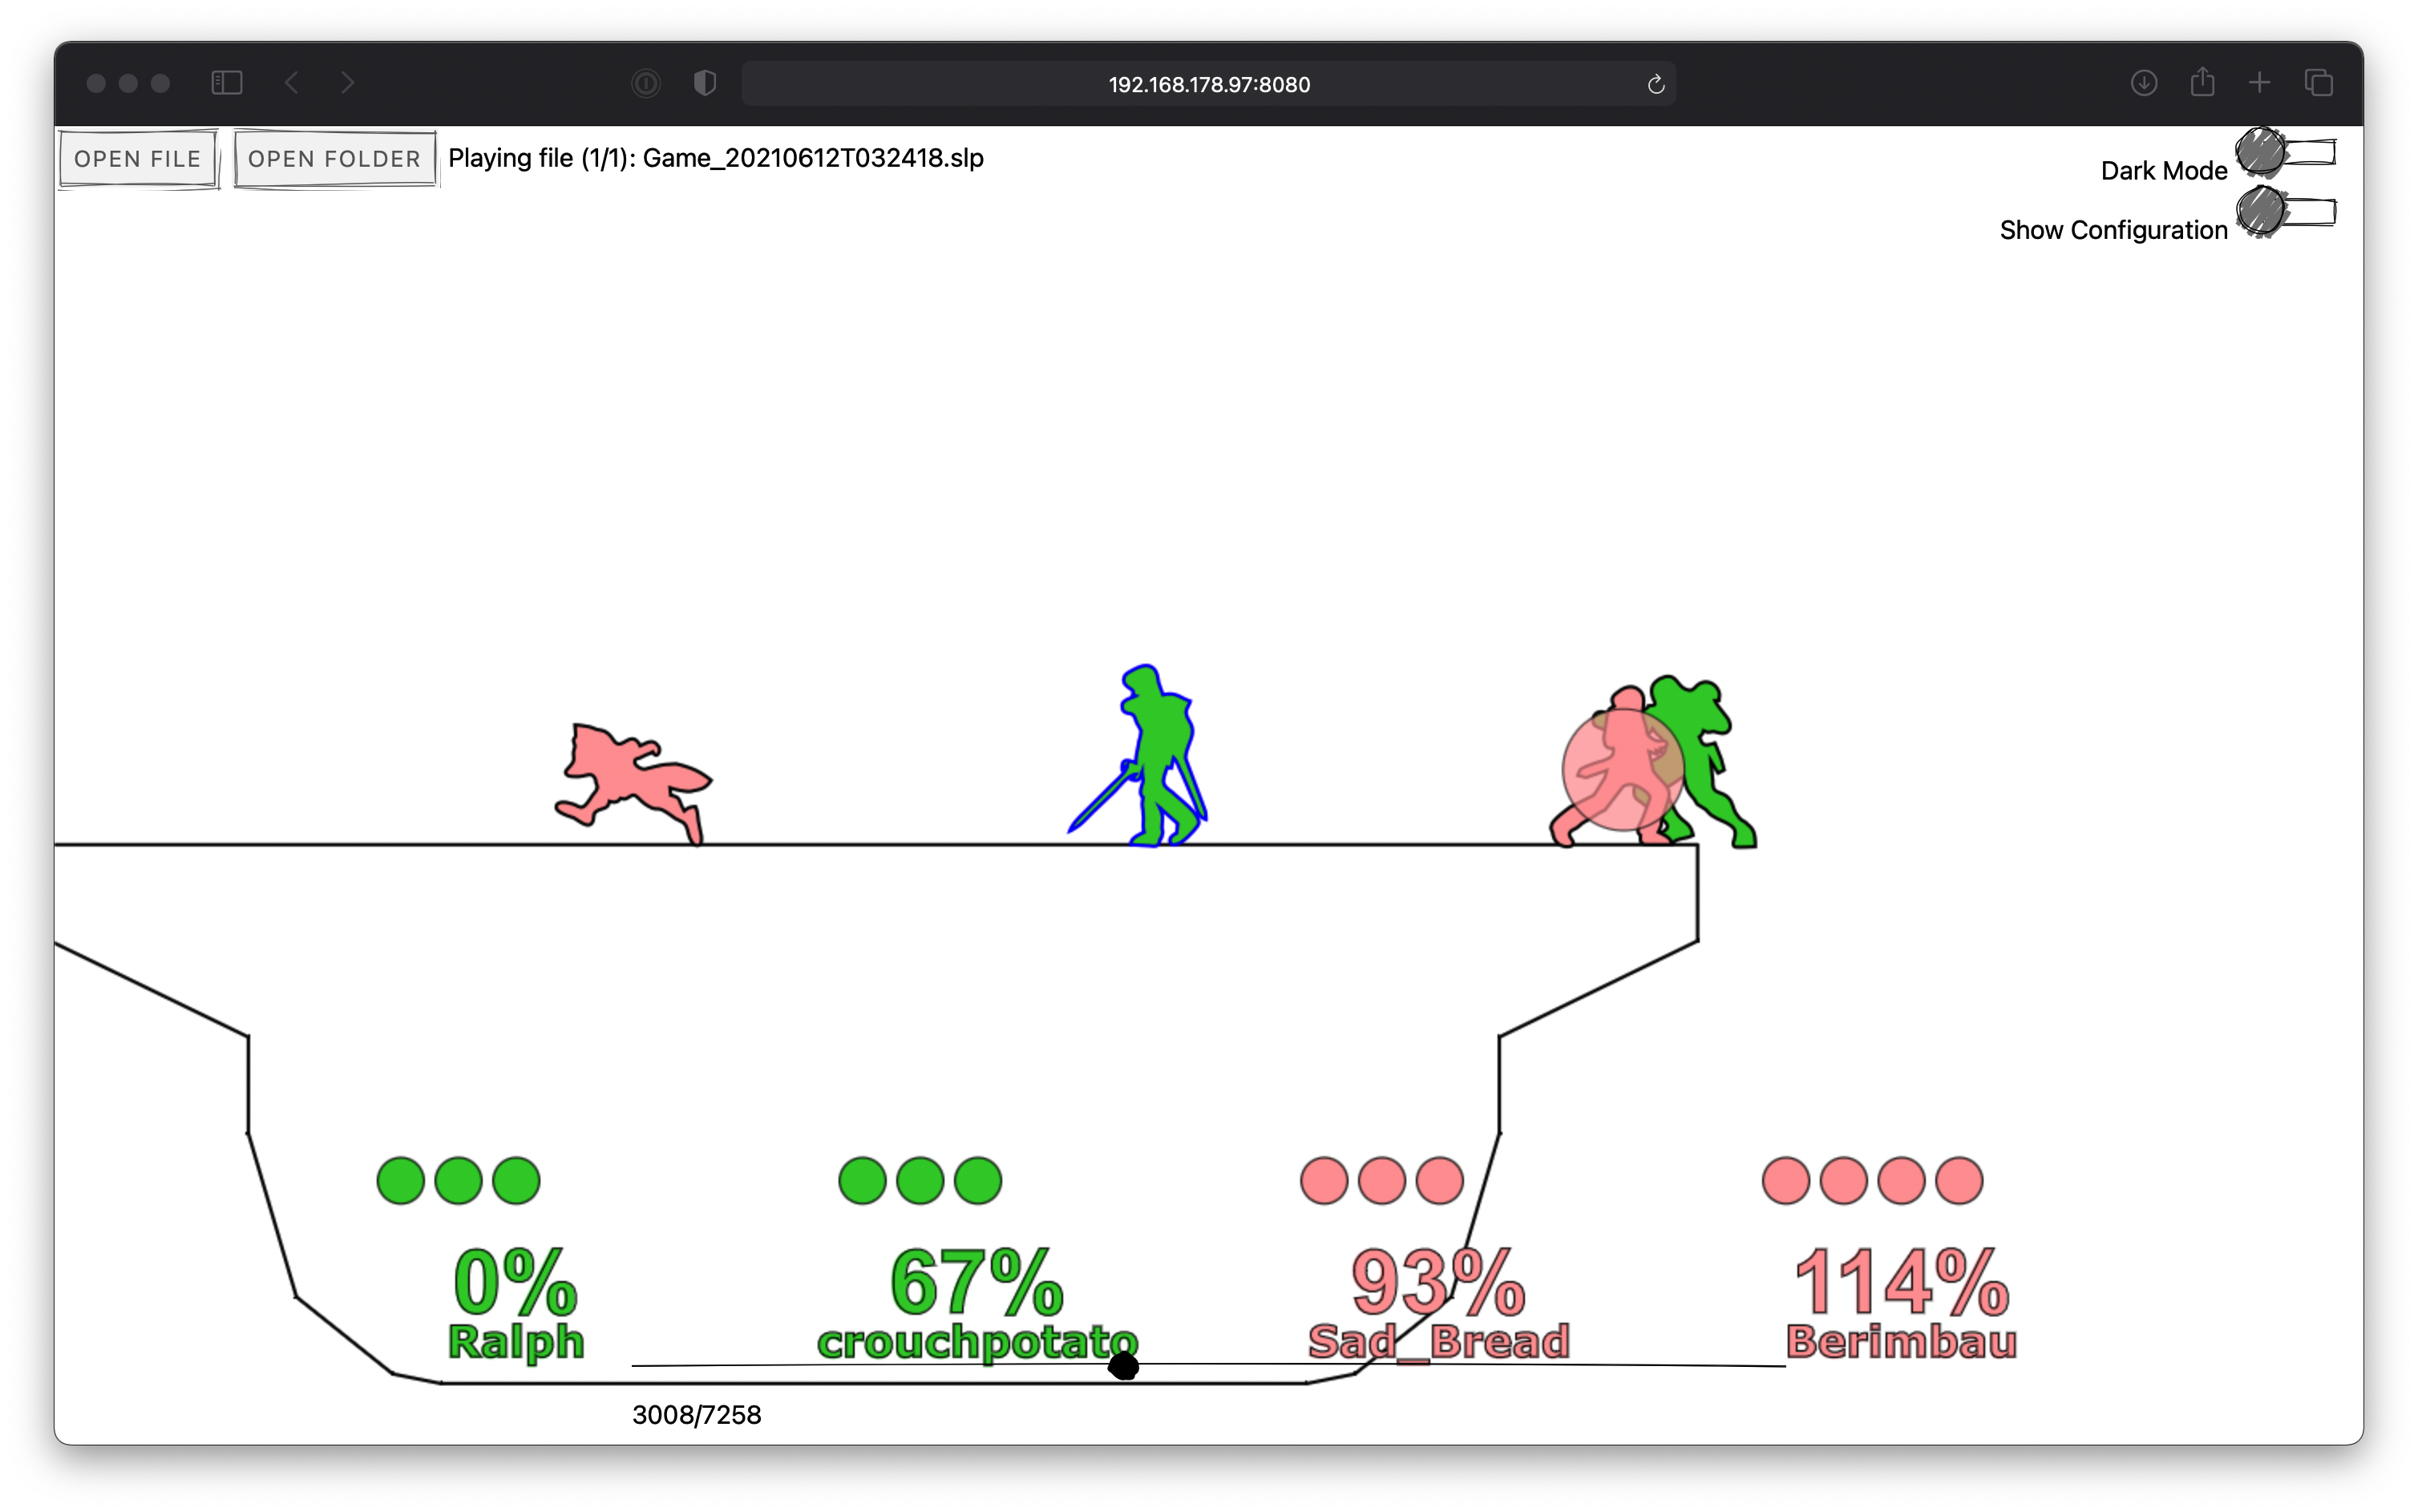 192.168.178.97:8080
OPEN FILE OPEN FOLDER Playing file (1/1): Game_20210612T032418.slp
Dark Mode
Show Configuration
0% 67% 93% 114%
Ralph crouchpotato Sad_Bread Berimbau
3008/7258